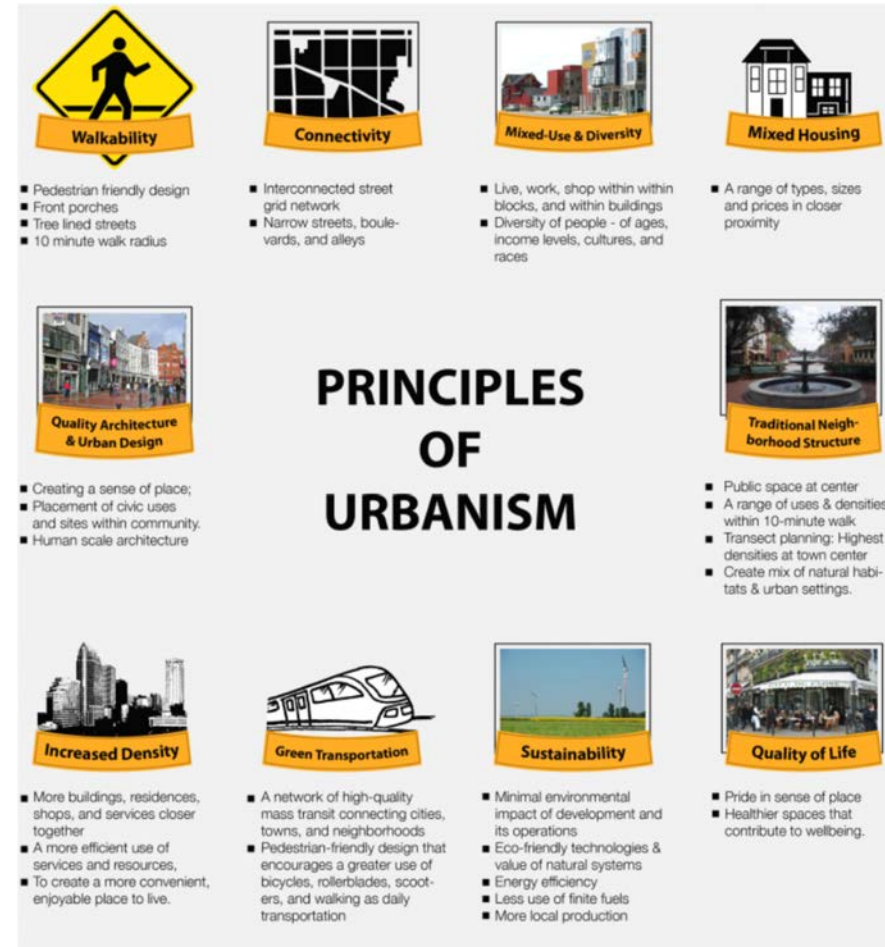 Walkability
■ Pedestrian friendly design
■ Front porches
■ Tree lined streets
■ 10 minute walk radius
Connectivity
■ Interconnected street
grid network
■ Narrow streets, boule-
vards, and alleys
Mixed-Use & Diversity
■ Live, work, shop within within
blocks, and within buildings
■ Diversity of people - of ages,
income levels, cultures, and
races
Mixed Housing
■ A range of types, sizes
and prices in closer
proximity
Quality Architecture
& Urban Design
■ Creating a sense of place;
■ Placement of civic uses
and sites within community.
■ Human scale architecture
PRINCIPLES
OF
URBANISM
Traditional Neigh-
borhood Structure
■ Public space at center
■ A range of uses & densities
within 10-minute walk
■ Transect planning: Highest
densities at town center
■ Create mix of natural habi-
tats & urban settings.
Increased Density
■ More buildings, residences,
shops, and services closer
together
■ A more efficient use of
services and resources,
■ To create a more convenient,
enjoyable place to live.
Green Transportation
■ A network of high-quality
mass transit connecting cities,
towns, and neighborhoods
■ Pedestrian-friendly design that
encourages a greater use of
bicycles, rollerblades, scoot-
ers, and walking as daily
transportation
Sustainability
■ Minimal environmental
impact of development and
its operations
■ Eco-friendly technologies &
value of natural systems
■ Energy efficiency
■ Less use of finite fuels
■ More local production
Quality of Life
■ Pride in sense of place
■ Healthier spaces that
contribute to wellbeing.